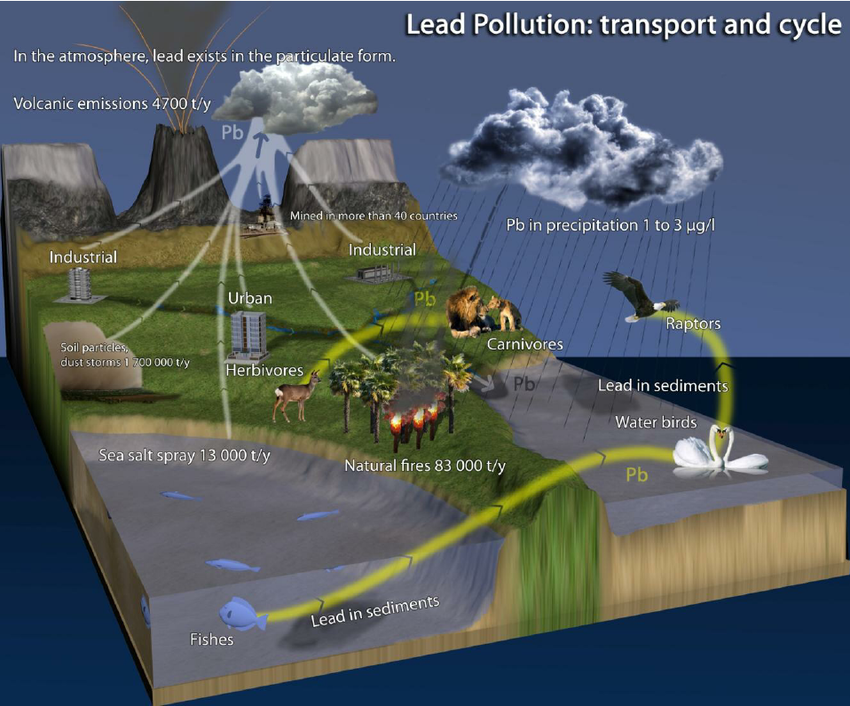 Lead Pollution: transport and cycle
In the atmosphere, lead exists in the particulate form.
Volcanic emissions 4700 t/y
Pb
Mined in more than 40 countries
Pb in precipitation 1 to 3 µg/l
Industrial
Industrial
Urban
Pb
Raptors
Soil particles,
dust storms 1 700 000 t/y
Carnivores
Herbivores
Pb
Lead in sediments
Water birds
Sea salt spray 13 000 t/y
Natural fires 83 000 t/y
Pb
Lead in sediments
Fishes